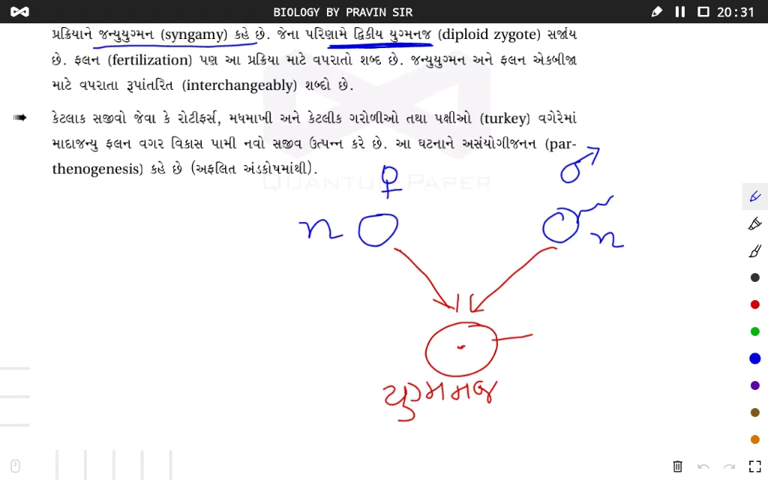 BIOLOGY BY PRAVIN SIR
20:31
પ્રક્રિયાને જન્યુયુગ્મન (syngamy) કહે છે. જેના પરિણામે દ્વિકીય યુગ્મનજ (diploid zygote) સર્જાય
છે. ફલન (fertilization) પણ આ પ્રક્રિયા માટે વપરાતો શબ્દ છે. જન્યુયુગ્મન અને ફલન એકબીજા
માટે વપરાતા રૂપાંતરિત (interchangeably) શબ્દો છે.
કેટલાક સજીવો જેવા કે રોટીફર્સ, મધમાખી અને કેટલીક ગરોળીઓ તથા પક્ષીઓ (turkey) વગેરેમાં
માદાજન્યુ ફલન વગર વિકાસ પામી નવો સજીવ ઉત્પન્ન કરે છે. આ ઘટનાને અસંયોગીજનન (par-
thenogenesis) કહે છે (અફલિત અંડકોષમાંથી).
QUANTUM PAPER
♀ ♂
n n
યુગ્મનજ